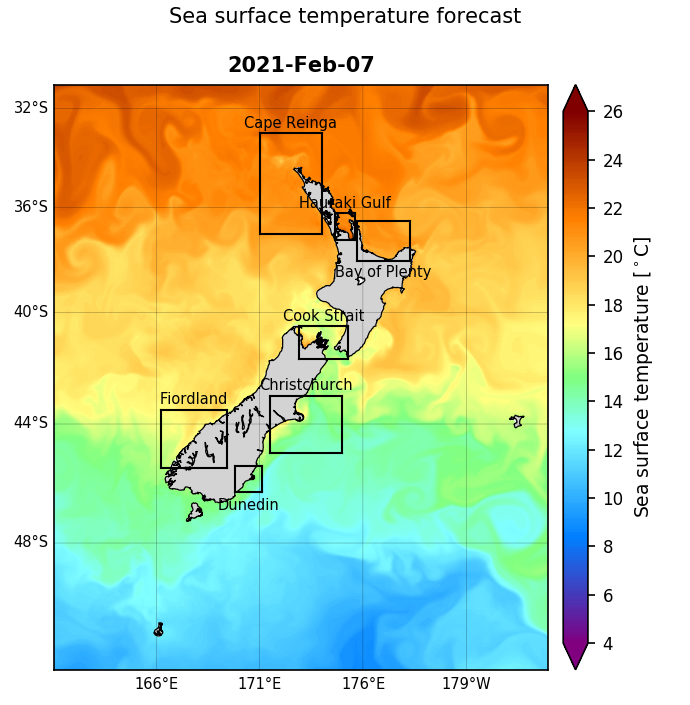 Sea surface temperature forecast
2021-Feb-07
32°S
36°S
40°S
44°S
48°S
Cape Reinga
Hauraki Gulf
Bay of Plenty
Cook Strait
Christchurch
Fiordland
Dunedin
166°E
171°E
176°E
179°W
26
24
22
20
18
16
14
12
10
8
6
4
Sea surface temperature [°C]